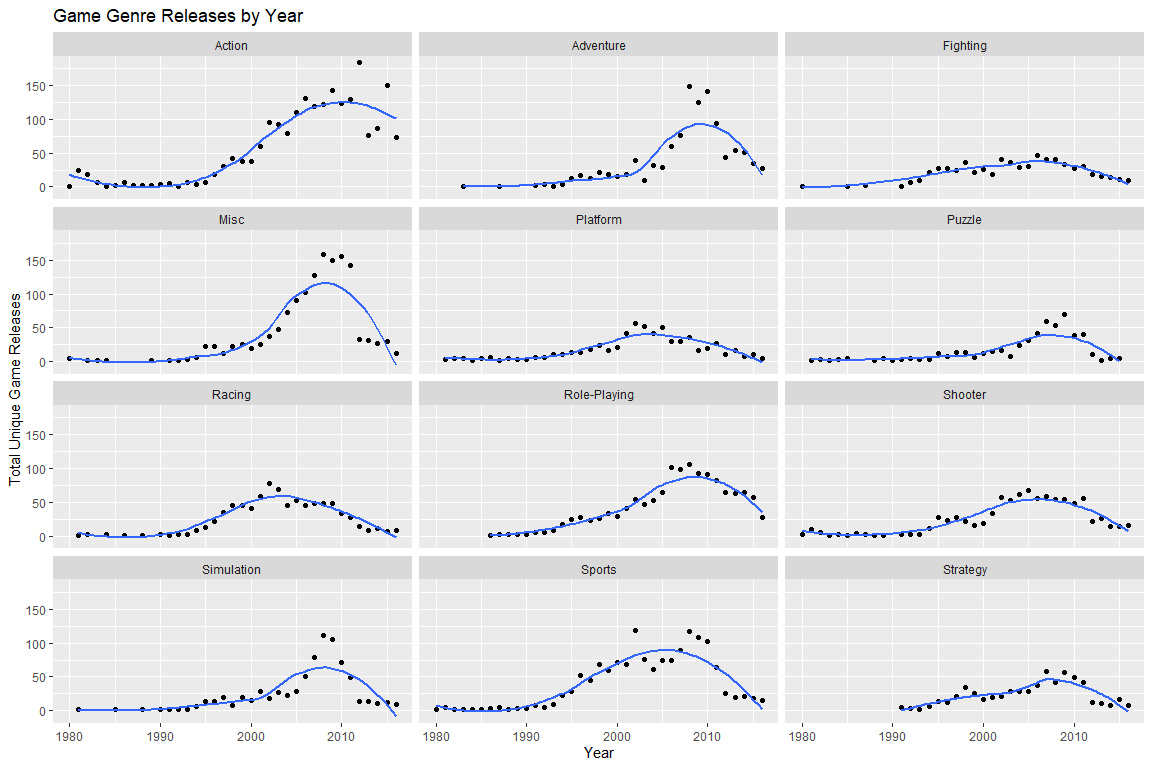 Game Genre Releases by Year
Action Adventure Fighting
150
100
50
0
Misc Platform Puzzle
150
100
50
0
Total Unique Game Releases
Racing Role-Playing Shooter
150
100
50
0
Simulation Sports Strategy
150
100
50
0
1980 1990 2000 2010 1980 1990 2000 2010 1980 1990 2000 2010
Year